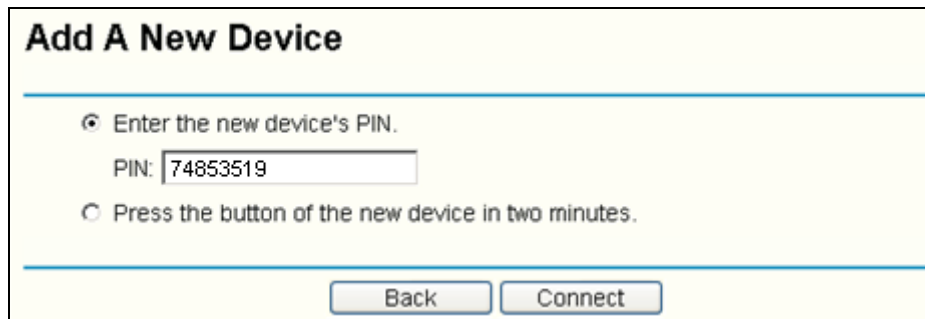 Add A New Device
Enter the new device's PIN.
PIN: 74853519
Press the button of the new device in two minutes.
Back Connect